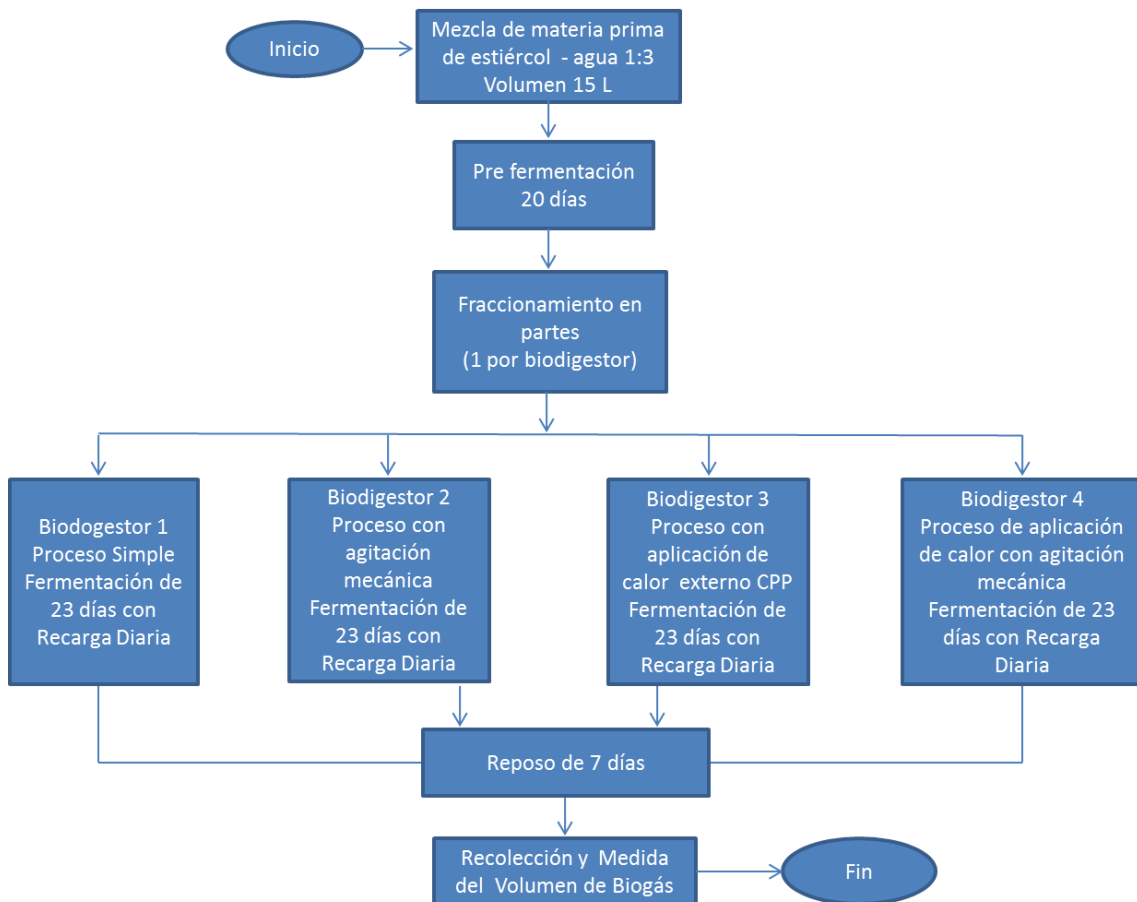 Inicio
Mezcla de materia prima
de estiércol - agua 1:3
Volumen 15 L
Pre fermentación
20 días
Fraccionamiento en
partes
(1 por biodigestor)
Biodogestor 1
Proceso Simple
Fermentación de
23 días con
Recarga Diaria
Biodigestor 2
Proceso con
agitación
mecánica
Fermentación de
23 días con
Recarga Diaria
Biodigestor 3
Proceso con
aplicación de
calor externo CPP
Fermentación de
23 días con
Recarga Diaria
Biodigestor 4
Proceso de aplicación
de calor con agitación
mecánica
Fermentación de 23
días con Recarga
Diaria
Reposo de 7 días
Recolección y Medida
del Volumen de Biogás
Fin